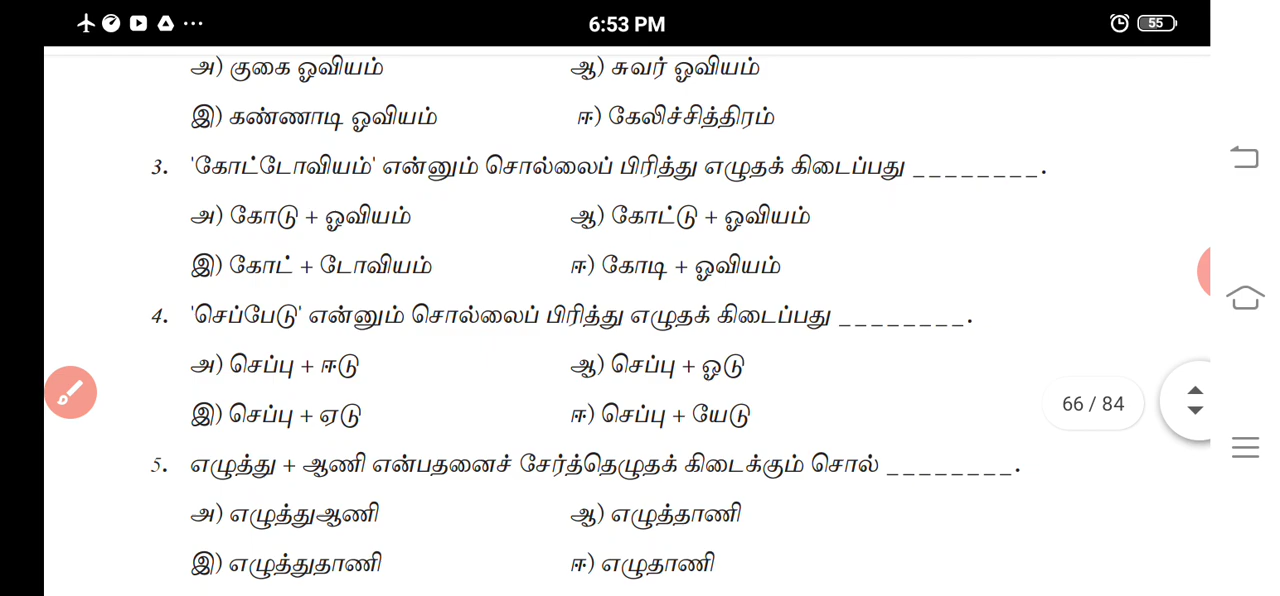 6:53 PM
55
அ) குகை ஓவியம் ஆ) சுவர் ஓவியம்
இ) கண்ணாடி ஓவியம் ஈ) கேலிச்சித்திரம்
3. 'கோட்டோவியம்' என்னும் சொல்லைப் பிரித்து எழுதக் கிடைப்பது ________.
அ) கோடு + ஓவியம் ஆ) கோட்டு + ஓவியம்
இ) கோட் + டோவியம் ஈ) கோடி + ஓவியம்
4. 'செப்பேடு' என்னும் சொல்லைப் பிரித்து எழுதக் கிடைப்பது ________.
அ) செப்பு + ஈடு ஆ) செப்பு + ஓடு
இ) செப்பு + ஏடு ஈ) செப்பு + யேடு
66 / 84
5. எழுத்து + ஆணி என்பதனைச் சேர்த்தெழுதக் கிடைக்கும் சொல் ________.
அ) எழுத்துஆணி ஆ) எழுத்தாணி
இ) எழுத்துதாணி ஈ) எழுதாணி